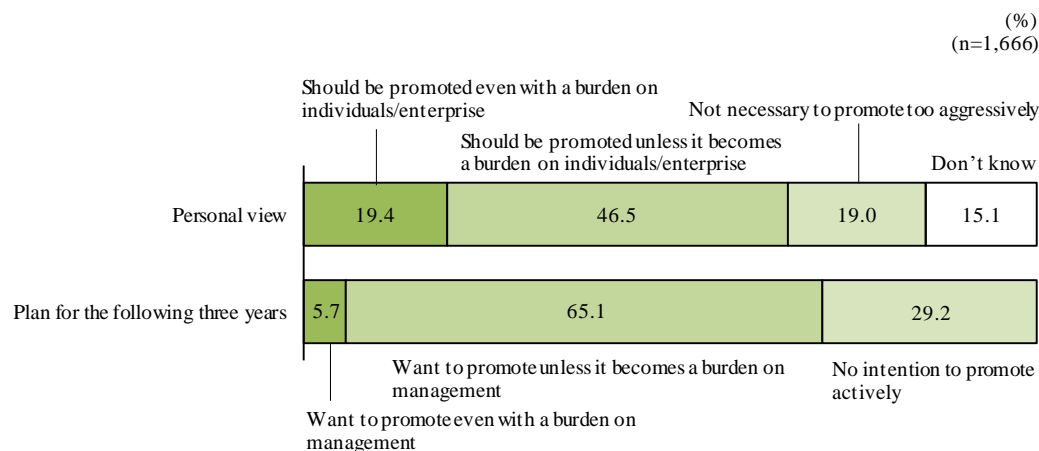 (%)
(n=1,666)
Should be promoted even with a burden on
individuals/enterprise
Not necessary to promote too aggressively
Should be promoted unless it becomes
a burden on individuals/enterprise
Don't know
Personal view
19.4
46.5
19.0
15.1
Plan for the following three years
5.7
65.1
29.2
Want to promote unless it becomes a burden on
management
No intention to promote
actively
Want to promote even with a burden on
management